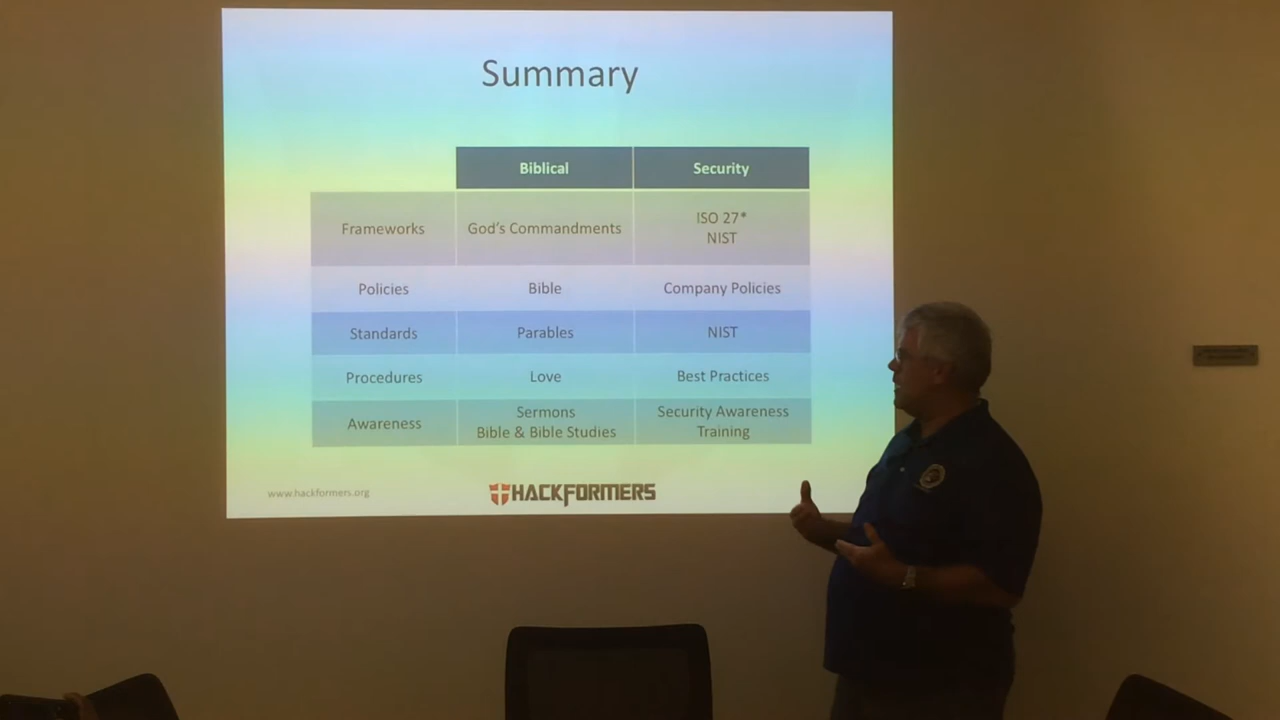 Summary
Biblical Security
Frameworks God's Commandments ISO 27*
NIST
Policies Bible Company Policies
Standards Parables NIST
Procedures Love Best Practices
Awareness Sermons
Bible & Bible Studies Security Awareness
Training
www.hackformers.org HACKFORMERS